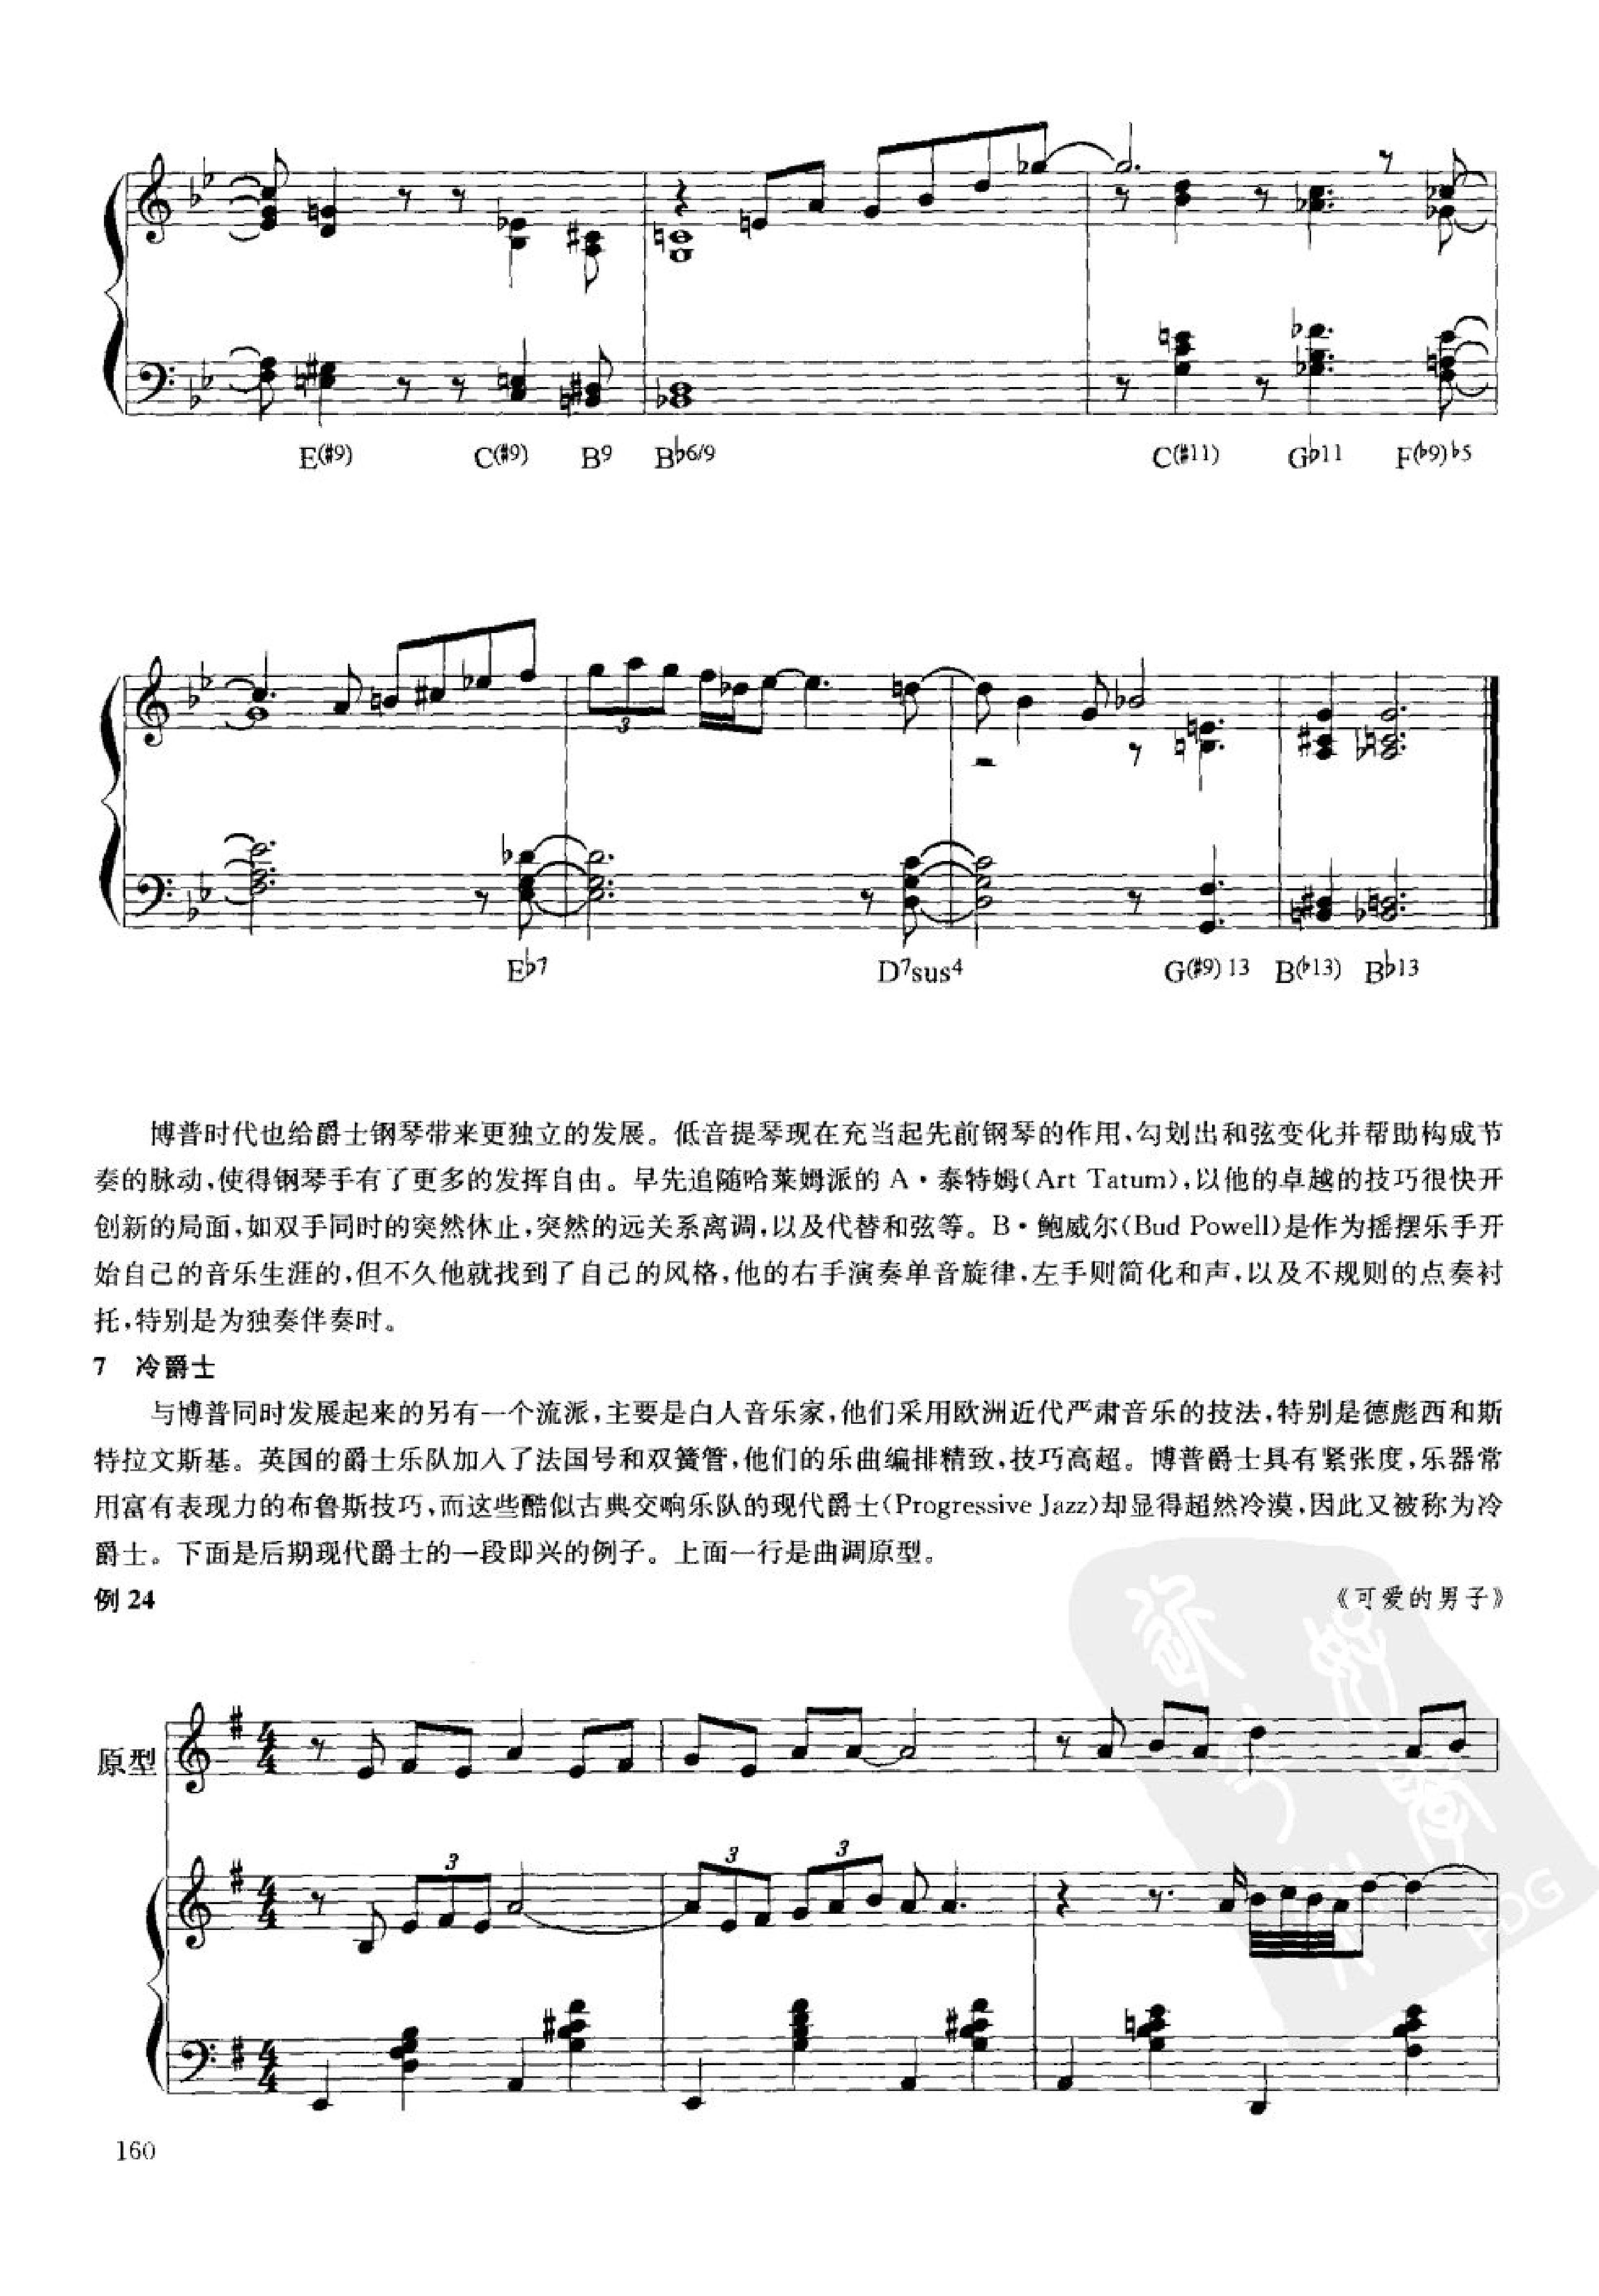 E(#9) C(#9) B9 B♭6/9 C(#11) G♭11 F(♭9)♭5
3
E♭7 D7sus4 G(#9)13 B(♭13) B♭13
博普时代也给爵士钢琴带来更独立的发展。低音提琴现在充当起先前钢琴的作用,勾划出和弦变化并帮助构成节
奏的脉动,使得钢琴手有了更多的发挥自由。早先追随哈莱姆派的 A·泰特姆(Art Tatum),以他的卓越的技巧很快开
创新的局面,如双手同时的突然休止,突然的远关系离调,以及代替和弦等。B·鲍威尔(Bud Powell)是作为摇摆乐手开
始自己的音乐生涯的,但不久他就找到了自己的风格,他的右手演奏单音旋律,左手则简化和声,以及不规则的点奏衬
托,特别是为独奏伴奏时。
7 冷爵士
与博普同时发展起来的另有一个流派,主要是白人音乐家,他们采用欧洲近代严肃音乐的技法,特别是德彪西和斯
特拉文斯基。英国的爵士乐队加入了法国号和双簧管,他们的乐曲编排精致,技巧高超。博普爵士具有紧张度,乐器常
用富有表现力的布鲁斯技巧,而这些酷似古典交响乐队的现代爵士(Progressive Jazz)却显得超然冷漠,因此又被称为冷
爵士。下面是后期现代爵士的一段即兴的例子。上面一行是曲调原型。
例 24 《可爱的男子》
原型 4/4
3 3 3
4/4
4/4
PDG
160